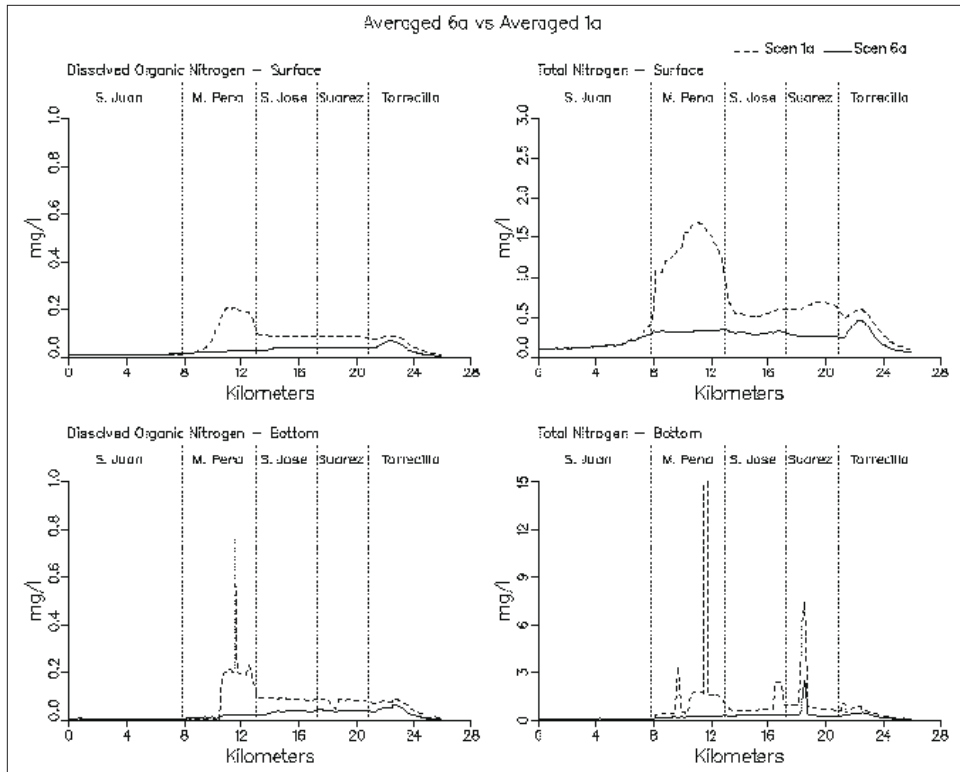 Averaged 6a vs Averaged 1a
Scen 1a Scen 6a
Dissolved Organic Nitrogen – Surface
S. Juan M. Pena S. Jose Suarez Torrecilla
mg/l
1.0
0.8
0.6
0.4
0.2
0.0
0 4 8 12 16 20 24 28
Kilometers
Total Nitrogen – Surface
S. Juan M. Pena S. Jose Suarez Torrecilla
mg/l
3.0
2.5
2.0
1.5
1.0
0.5
0.0
0 4 8 12 16 20 24 28
Kilometers
Dissolved Organic Nitrogen – Bottom
S. Juan M. Pena S. Jose Suarez Torrecilla
mg/l
1.0
0.8
0.6
0.4
0.2
0.0
0 4 8 12 16 20 24 28
Kilometers
Total Nitrogen – Bottom
S. Juan M. Pena S. Jose Suarez Torrecilla
mg/l
15
12
9
6
3
0
0 4 8 12 16 20 24 28
Kilometers